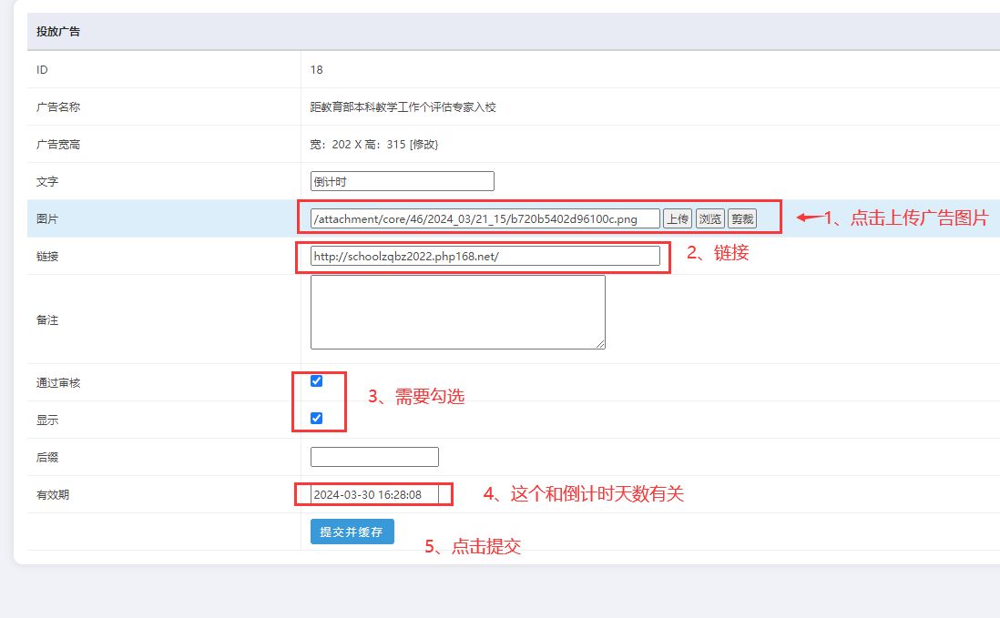 投放广告
ID 18
广告名称 距教育部本科教学工作个评估专家入校
广告宽高 宽：202 X 高：315 [修改}
文字 倒计时
图片 /attachment/core/46/2024_03/21_15/b720b5402d96100c.png 上传 浏览 剪裁 1、点击上传广告图片
链接 http://schoolzqbz2022.php168.net/ 2、链接
备注
通过审核
3、需要勾选
显示
后缀
有效期 2024-03-30 16:28:08 4、这个和倒计时天数有关
提交并缓存
5、点击提交